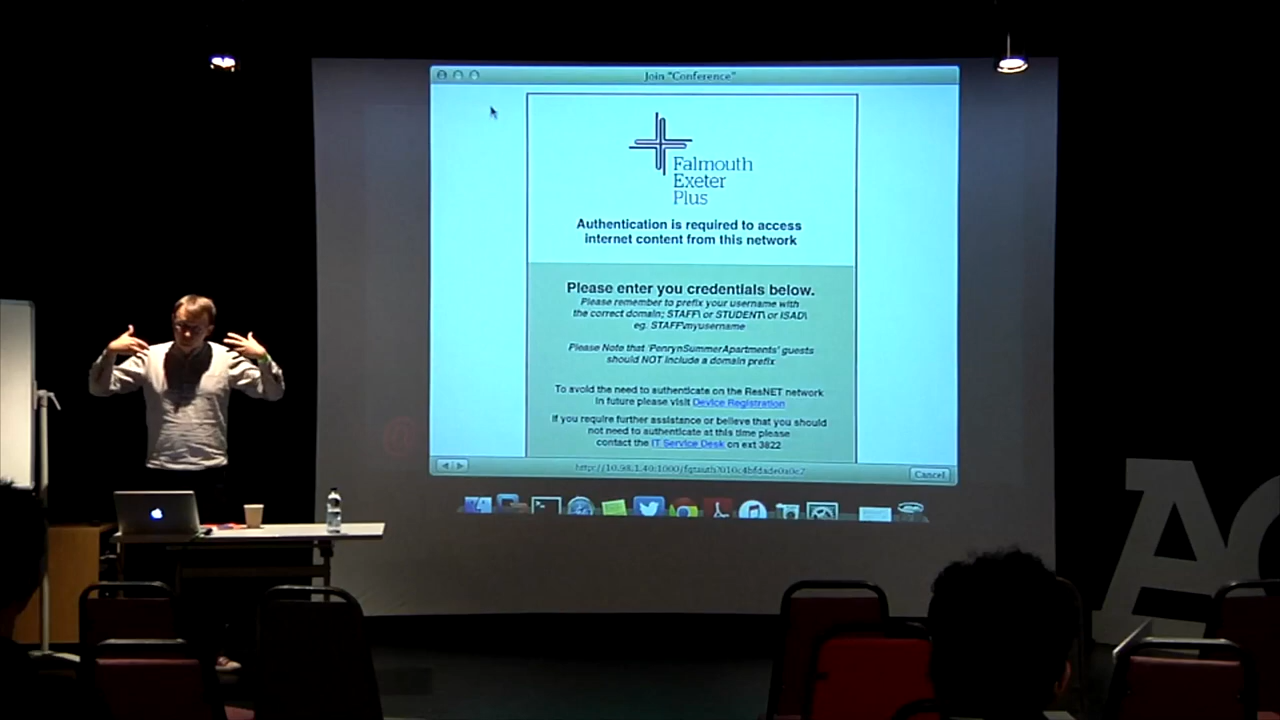 Join "Conference"
Falmouth
Exeter
Plus
Authentication is required to access
internet content from this network
Please enter you credentials below.
Please remember to prefix your username with
the correct domain; STAFF\ or STUDENT\ or ISAD\
eg. STAFF\myusername
Please Note that 'PenrynSummerApartments' guests
should NOT include a domain prefix
To avoid the need to authenticate on the ResNET network
in future please visit Device Registration
If you require further assistance or believe that you should
not need to authenticate at this time please
contact the IT Service Desk on ext 3822
Cancel
A